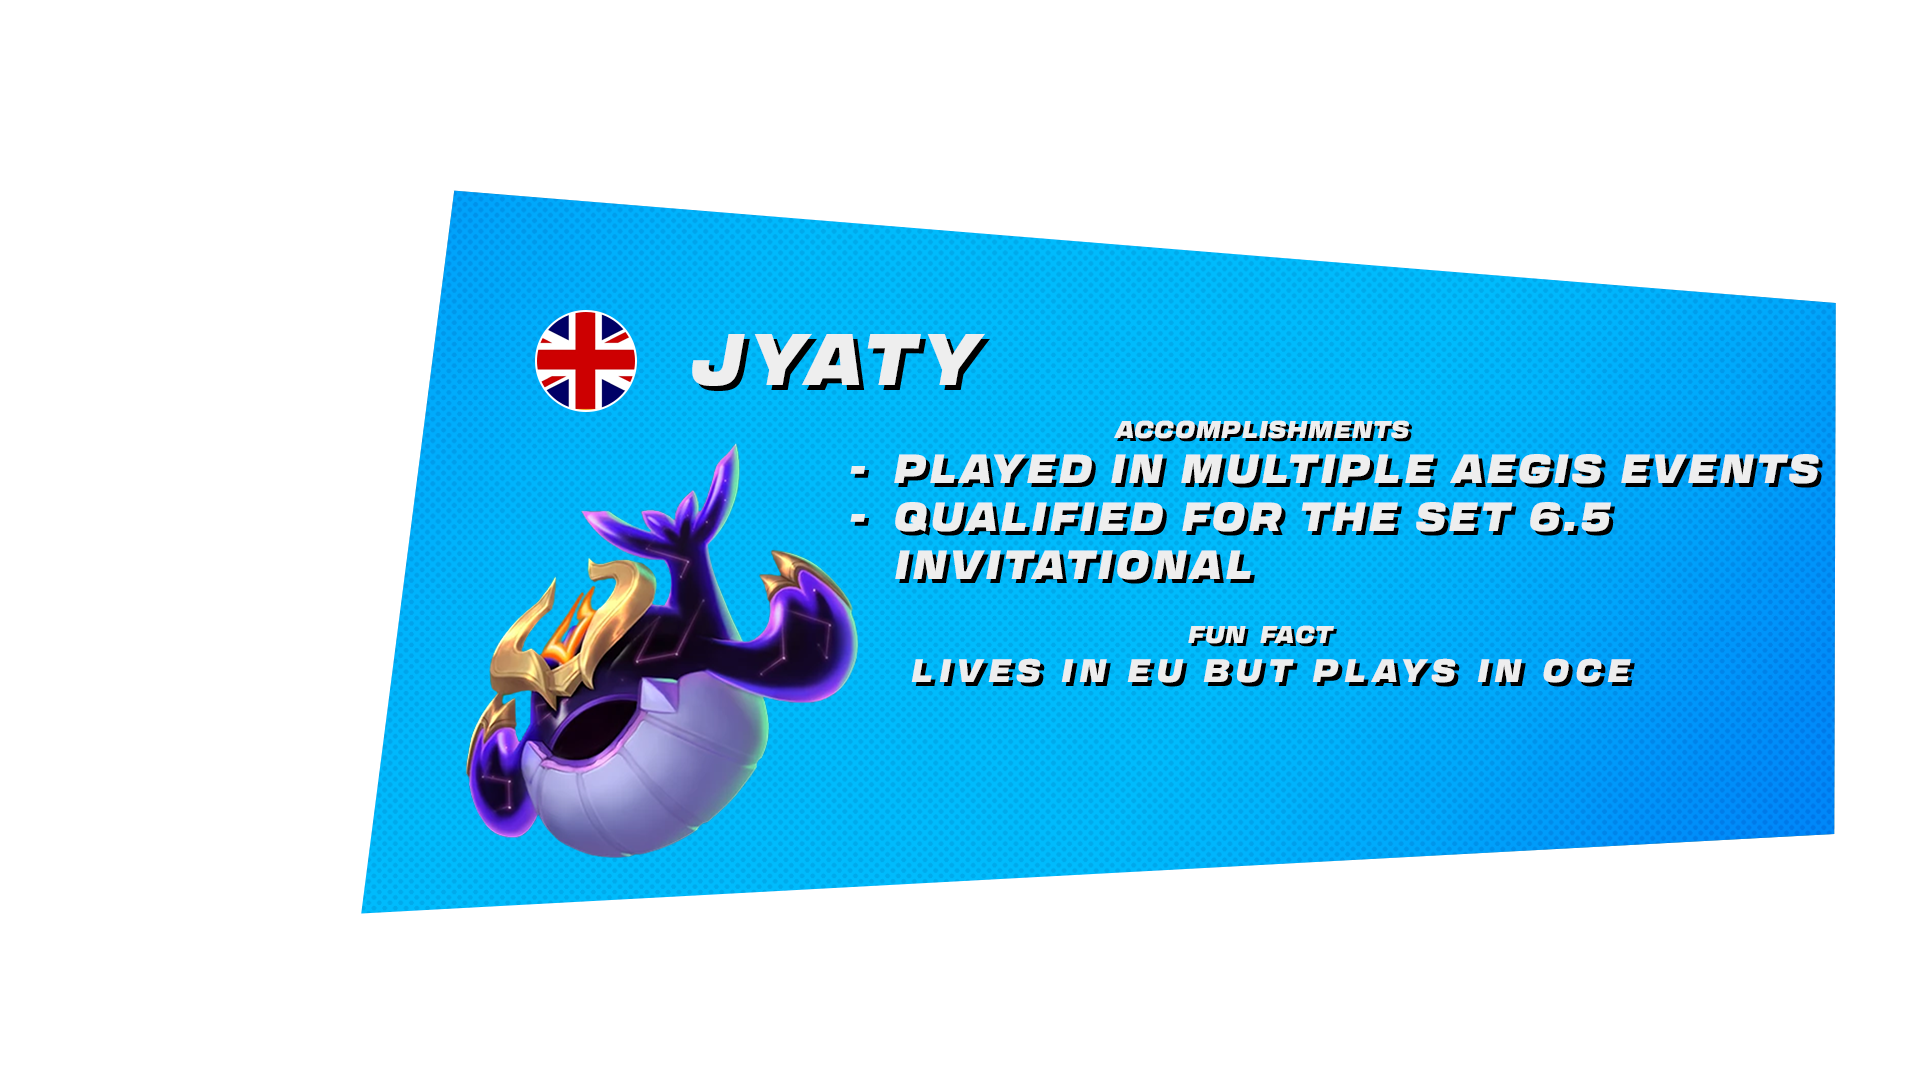 JYATY
ACCOMPLISHMENTS
- PLAYED IN MULTIPLE AEGIS EVENTS
- QUALIFIED FOR THE SET 6.5
INVITATIONAL
FUN FACT
LIVES IN EU BUT PLAYS IN OCE